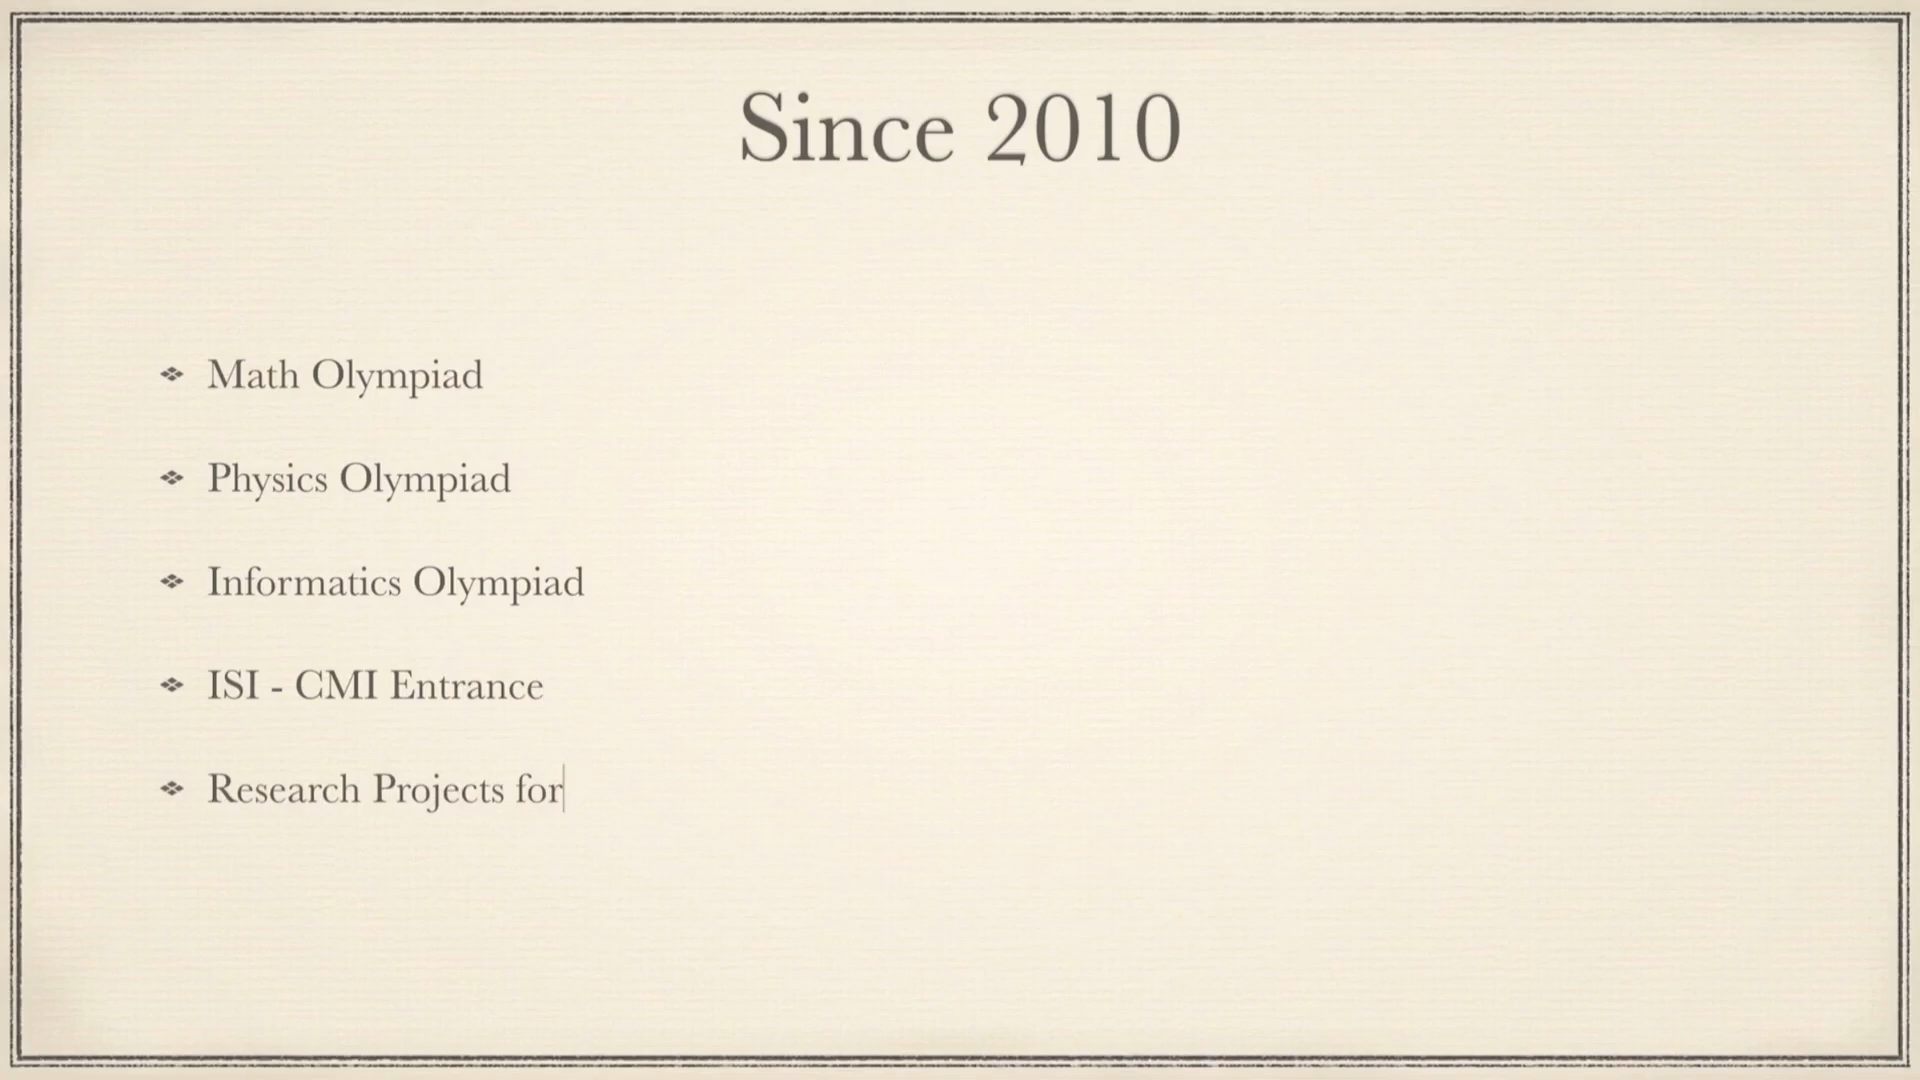 Since 2010
Math Olympiad
Physics Olympiad
Informatics Olympiad
ISI - CMI Entrance
Research Projects for